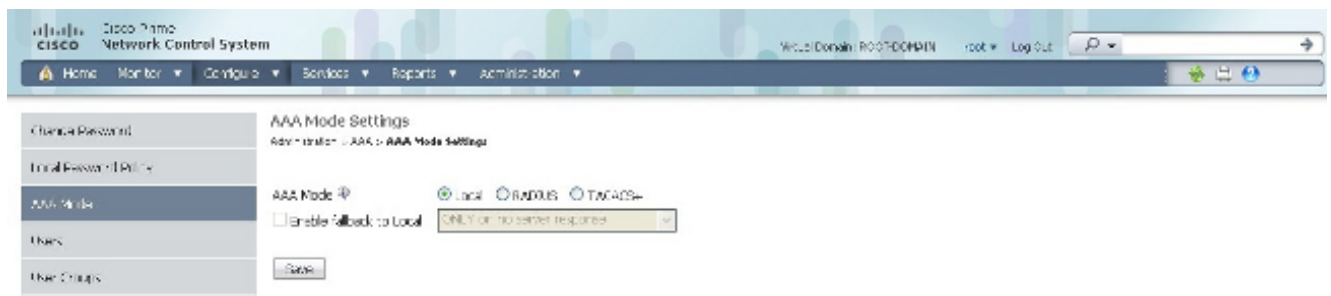 Cisco Prime
CISCO Network Control System
Virtual Domain: ROOT-DOMAIN root Log Out
Home Monitor Configure Services Reports Administration
Change Password
Local Password Policy
AAA Mode
Users
User Groups
AAA Mode Settings
Administration > AAA > AAA Mode Settings
AAA Mode Local RADIUS TACACS+
Enable fallback to Local ONLY on no server response
Save